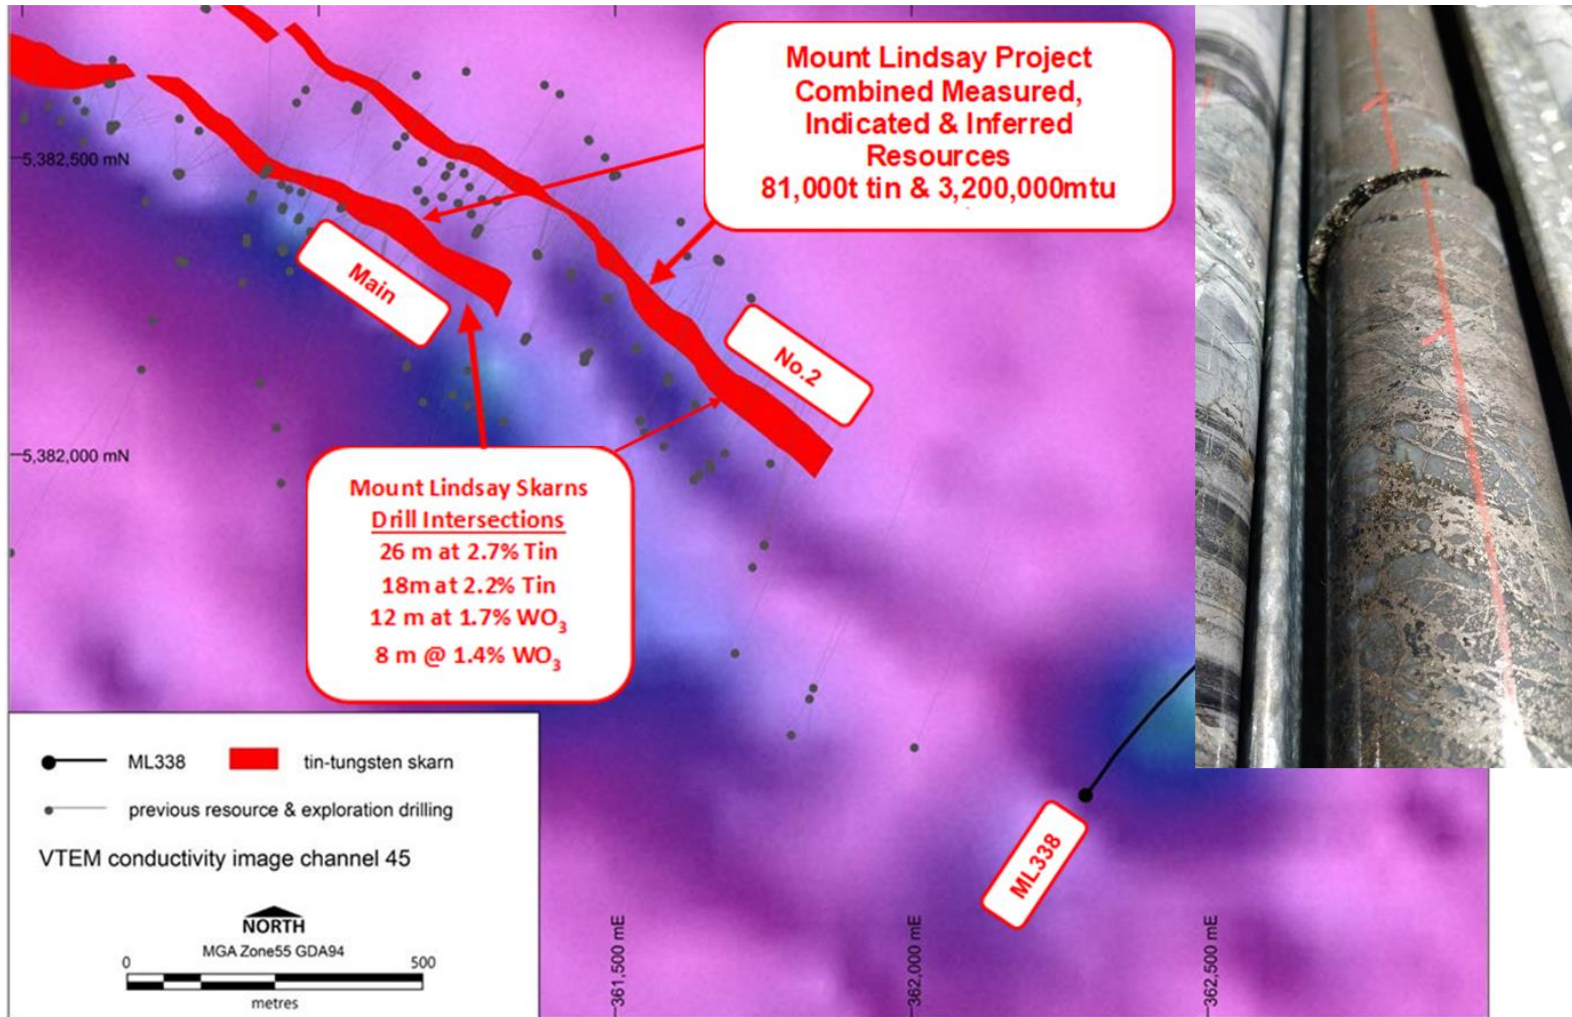 Mount Lindsay Project
Combined Measured,
Indicated & Inferred
Resources
81,000t tin & 3,200,000mtu
5,382,500 mN
Main
No.2
5,382,000 mN
Mount Lindsay Skarns
Drill Intersections
26 m at 2.7% Tin
18m at 2.2% Tin
12 m at 1.7% WO₃
8 m @ 1.4% WO₃
ML338
ML338
tin-tungsten skarn
previous resource & exploration drilling
VTEM conductivity image channel 45
NORTH
MGA Zone55 GDA94
0
500
metres
361,500 mE
362,000 mE
362,500 mE